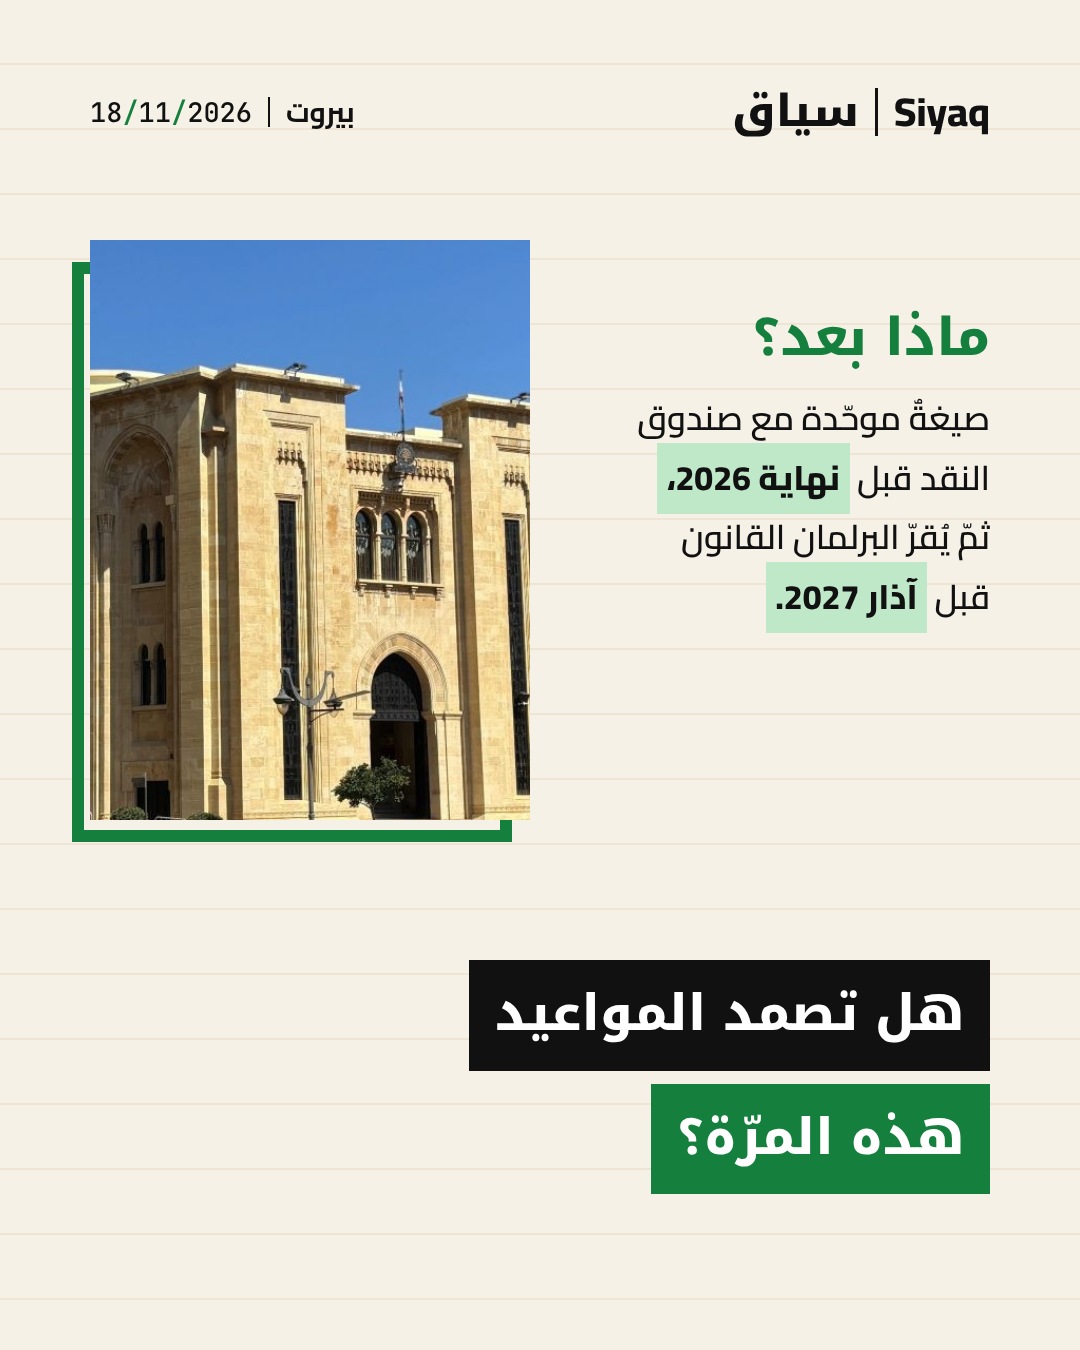 Siyaq | سياق
بيروت | 18/11/2026
ماذا بعد؟
صيغةٌ موحّدة مع صندوق
النقد قبل نهاية 2026،
ثمّ يُقرّ البرلمان القانون
قبل آذار 2027.
هل تصمد المواعيد
هذه المرّة؟